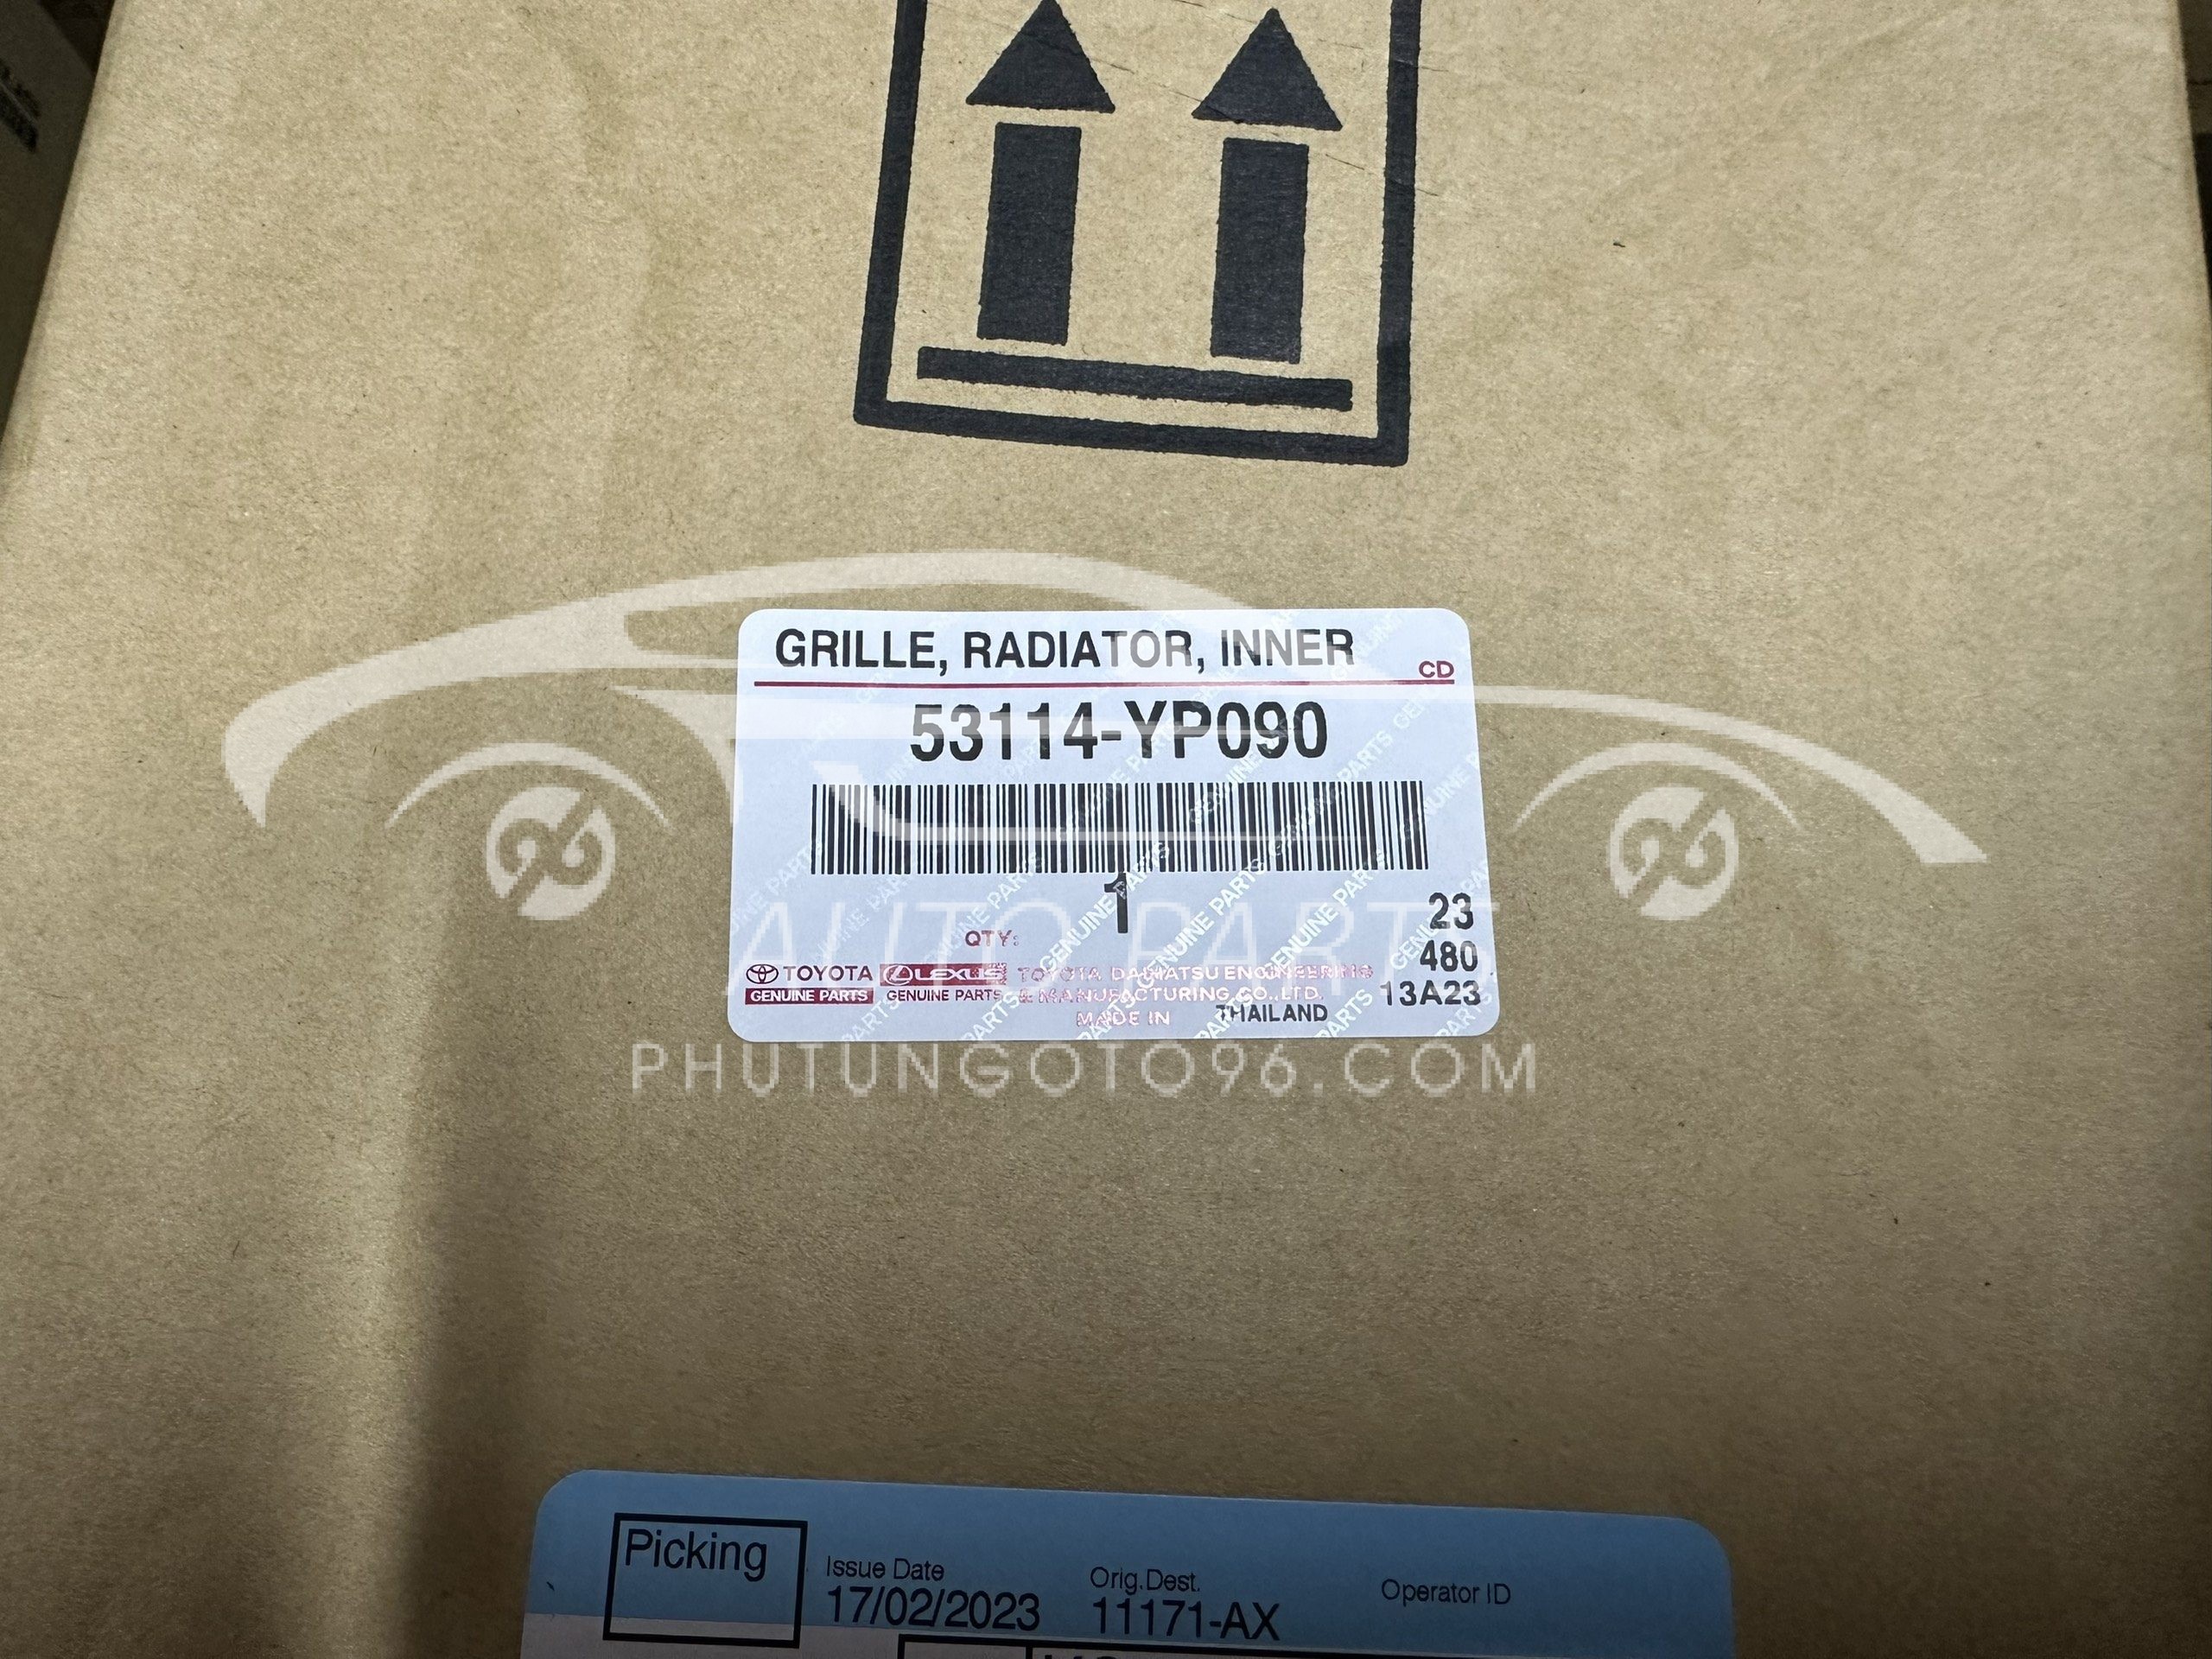 GRILLE, RADIATOR, INNER
CD
53114-YP090
1
QTY:
23
480
13A23
TOYOTA
GENUINE PARTS
LEXUS
GENUINE PARTS
TOYOTA DAIHATSU ENGINEERING
& MANUFACTURING CO.,LTD.
MADE IN THAILAND
96
96
AUTO PARTS
PHUTUNGOTO96.COM
Picking
Issue Date
17/02/2023
Orig.Dest.
11171-AX
Operator ID